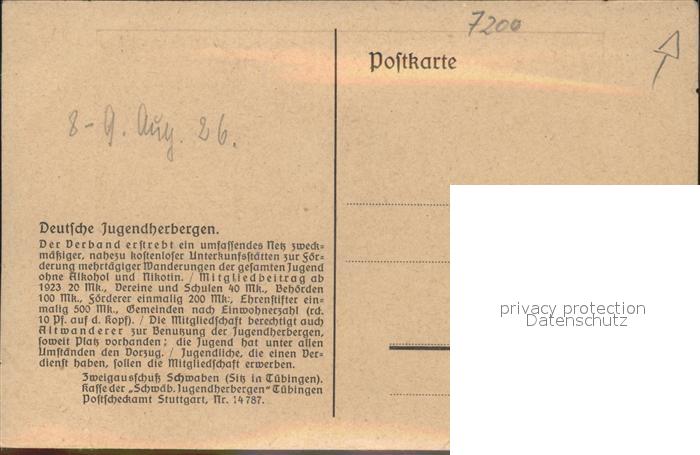 7200
Postkarte
8-9. Aug. 26.
privacy protection
Datenschutz
Deutsche Jugendherbergen.
Der Verband erstrebt ein umfassendes Netz zweck=
mäßiger, nahezu kostenloser Unterkunfsstätten zur För=
derung mehrtägiger Wanderungen der gesamten Jugend
ohne Alkohol und Nikotin. / Mitgliedbeitrag ab
1923 20 Mk., Vereine und Schulen 40 Mk., Behörden
100 Mk., Förderer einmalig 200 Mk., Ehrenstifter ein=
malig 500 Mk., Gemeinden nach Einwohnerzahl (rd.
10 Pf. auf d. Kopf). / Die Mitgliedschaft berechtigt auch
Altwanderer zur Benutzung der Jugendherbergen,
soweit Platz vorhanden; die Jugend hat unter allen
Umständen den Vorzug. / Jugendliche, die einen Ver=
dienst haben, sollen die Mitgliedschaft erwerben.
Zweigausschuß Schwaben (Sitz in Tübingen).
Kasse der „Schwäb. Jugendherbergen" Tübingen
Postscheckamt Stuttgart, Nr. 14 787.